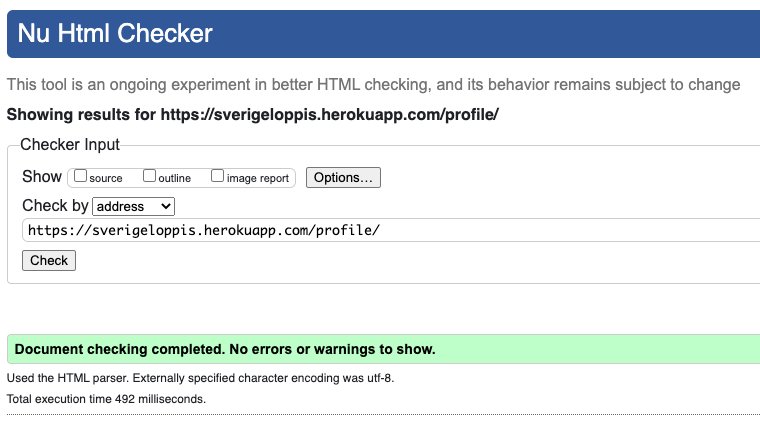 Nu Html Checker
This tool is an ongoing experiment in better HTML checking, and its behavior remains subject to change
Showing results for https://sverigeloppis.herokuapp.com/profile/
Checker Input
Show source outline image report Options...
Check by address
https://sverigeloppis.herokuapp.com/profile/
Check
Document checking completed. No errors or warnings to show.
Used the HTML parser. Externally specified character encoding was utf-8.
Total execution time 492 milliseconds.